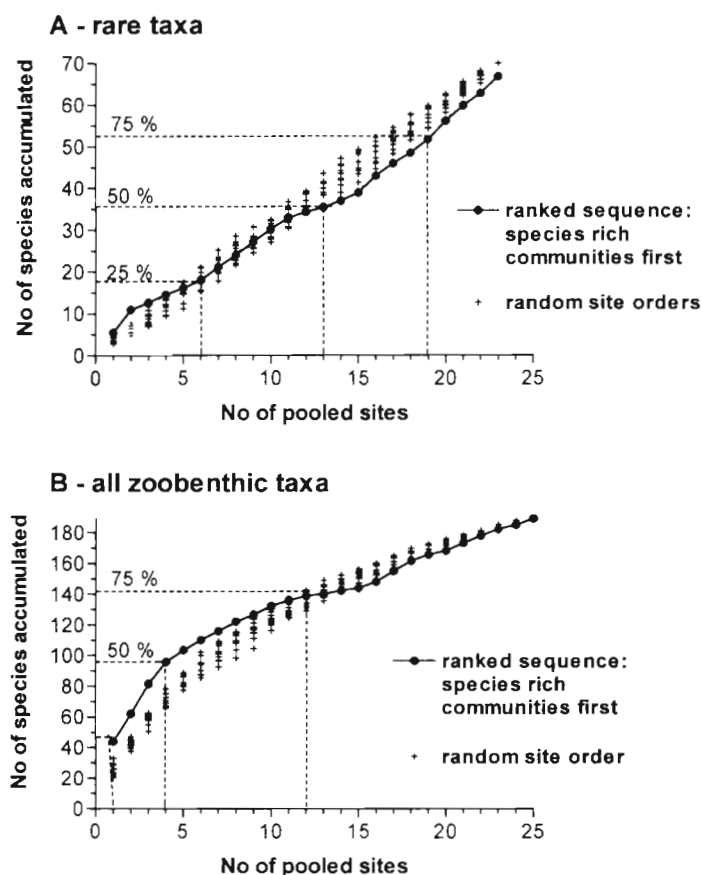 A - rare taxa
No of species accumulated
70
60
50
40
30
20
10
0
75 %
50 %
25 %
ranked sequence:
species rich
communities first
random site orders
0 5 10 15 20 25
No of pooled sites
B - all zoobenthic taxa
No of species accumulated
180
160
140
120
100
80
60
40
20
0
75 %
50 %
ranked sequence:
species rich
communities first
random site order
0 5 10 15 20 25
No of pooled sites